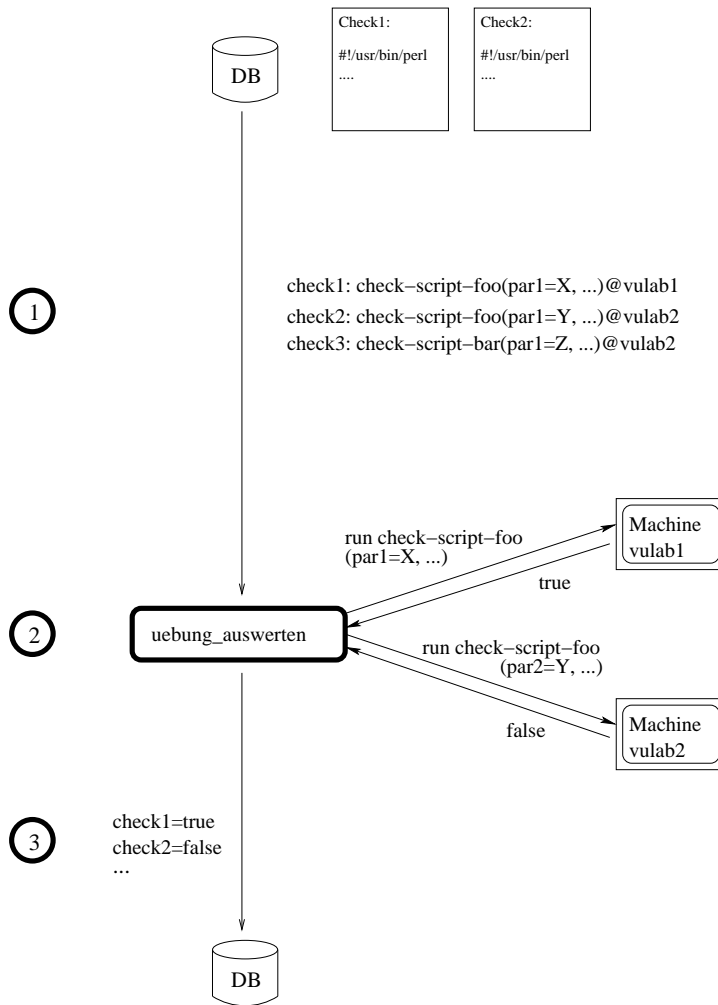 Check1:
#!/usr/bin/perl
....
Check2:
#!/usr/bin/perl
....
DB
1
check1: check−script−foo(par1=X, ...)@vulab1
check2: check−script−foo(par1=Y, ...)@vulab2
check3: check−script−bar(par1=Z, ...)@vulab2
run check−script−foo
(par1=X, ...)
true
Machine
vulab1
2
uebung_auswerten
run check−script−foo
(par2=Y, ...)
false
Machine
vulab2
3
check1=true
check2=false
...
DB